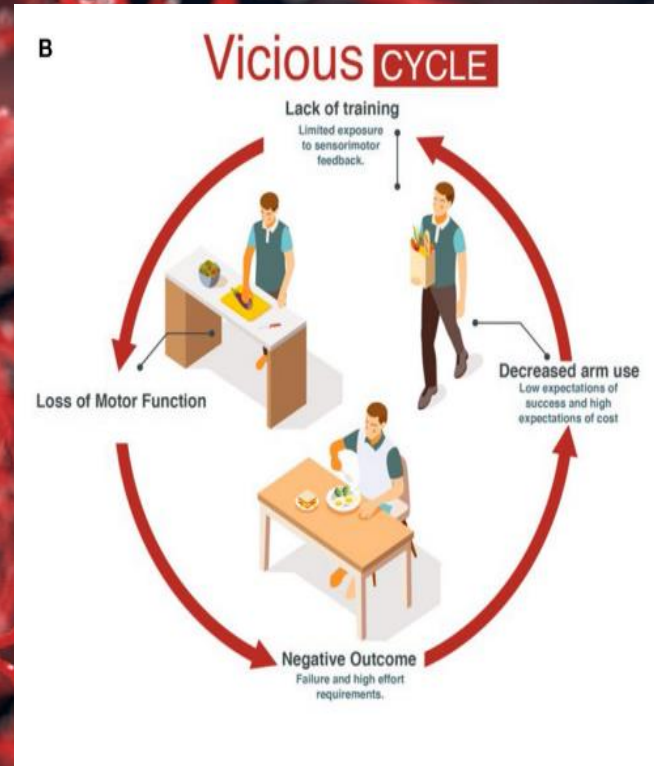 B
Vicious CYCLE
Lack of training
Limited exposure
to sensorimotor
feedback.
Loss of Motor Function
Decreased arm use
Low expectations of
success and high
expectations of cost
Negative Outcome
Failure and high effort
requirements.